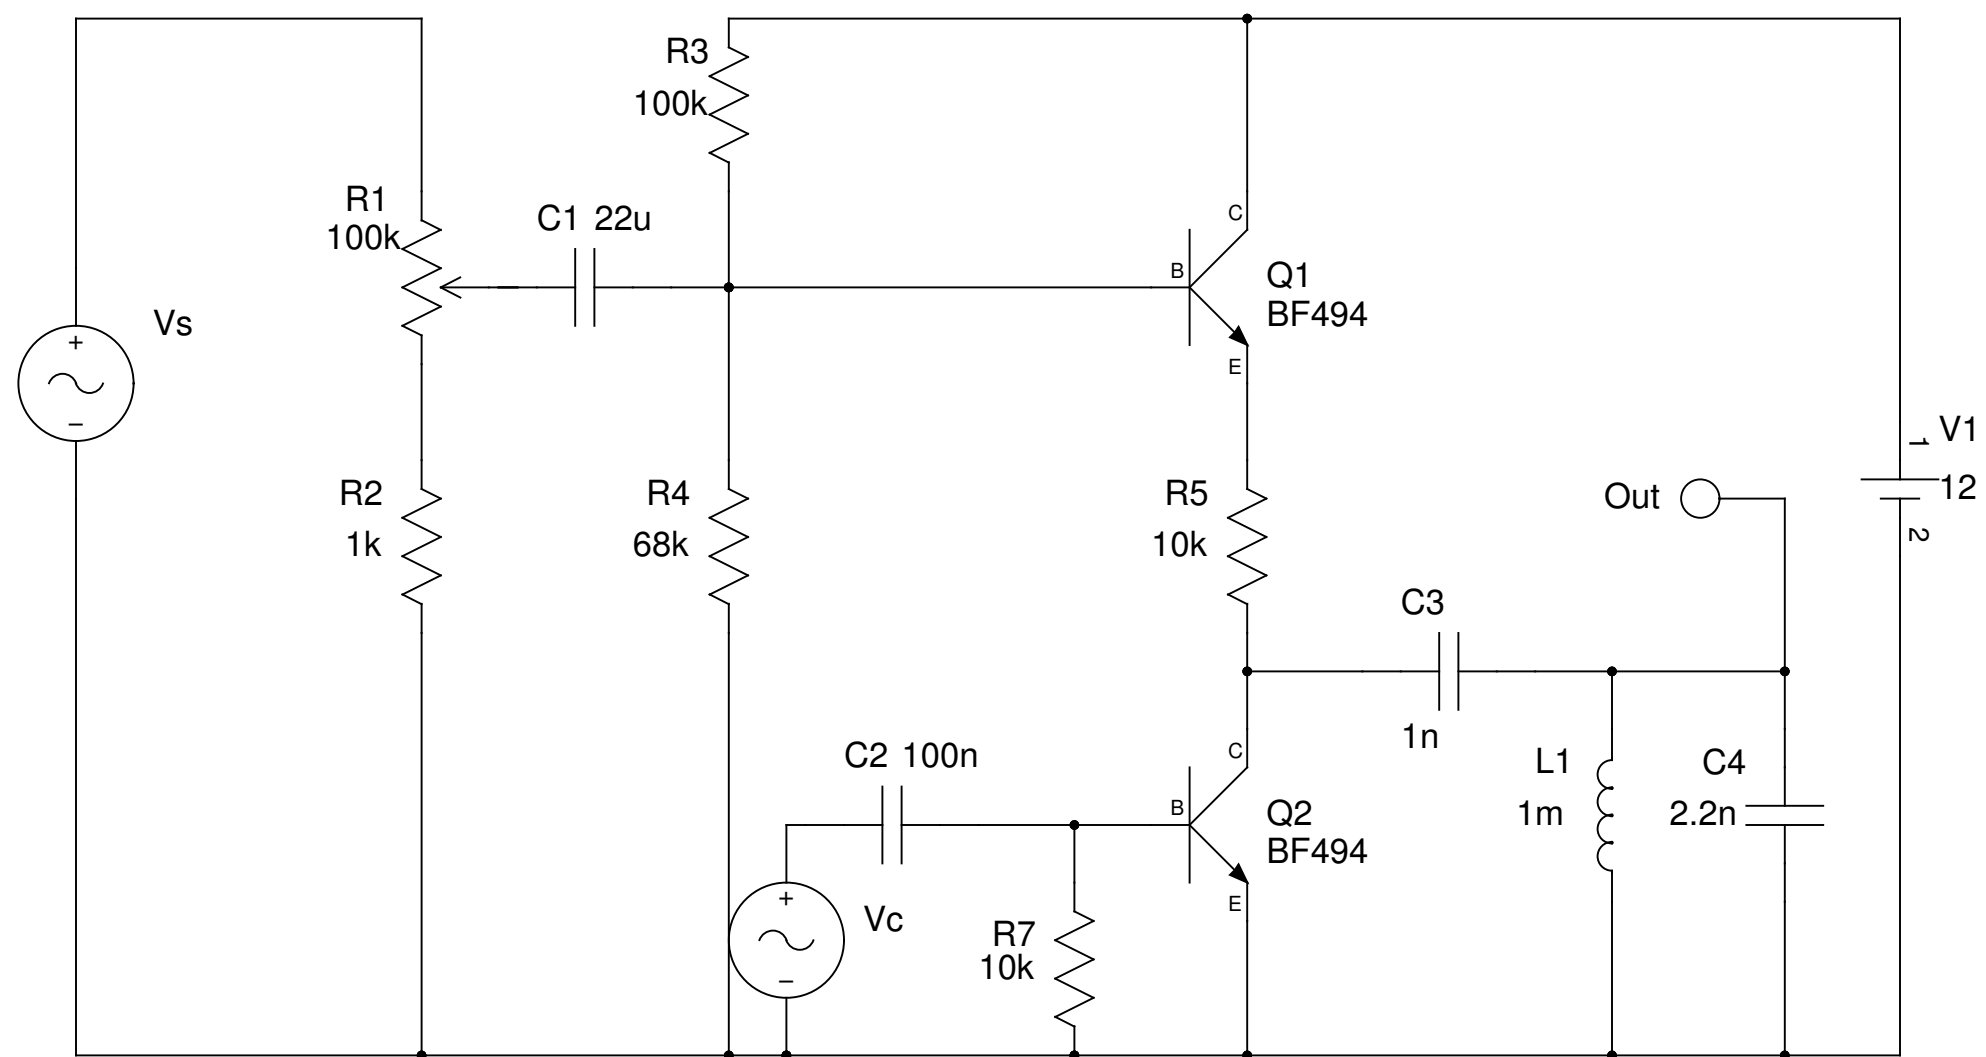 R3
100k
R1
100k
C1 22u
C
B
Q1
BF494
E
Vs
+
−
V1
1
12
2
R2
1k
R4
68k
R5
10k
Out
C3
1n
C2 100n
C
B
Q2
BF494
E
L1
1m
C4
2.2n
+
Vc
−
R7
10k